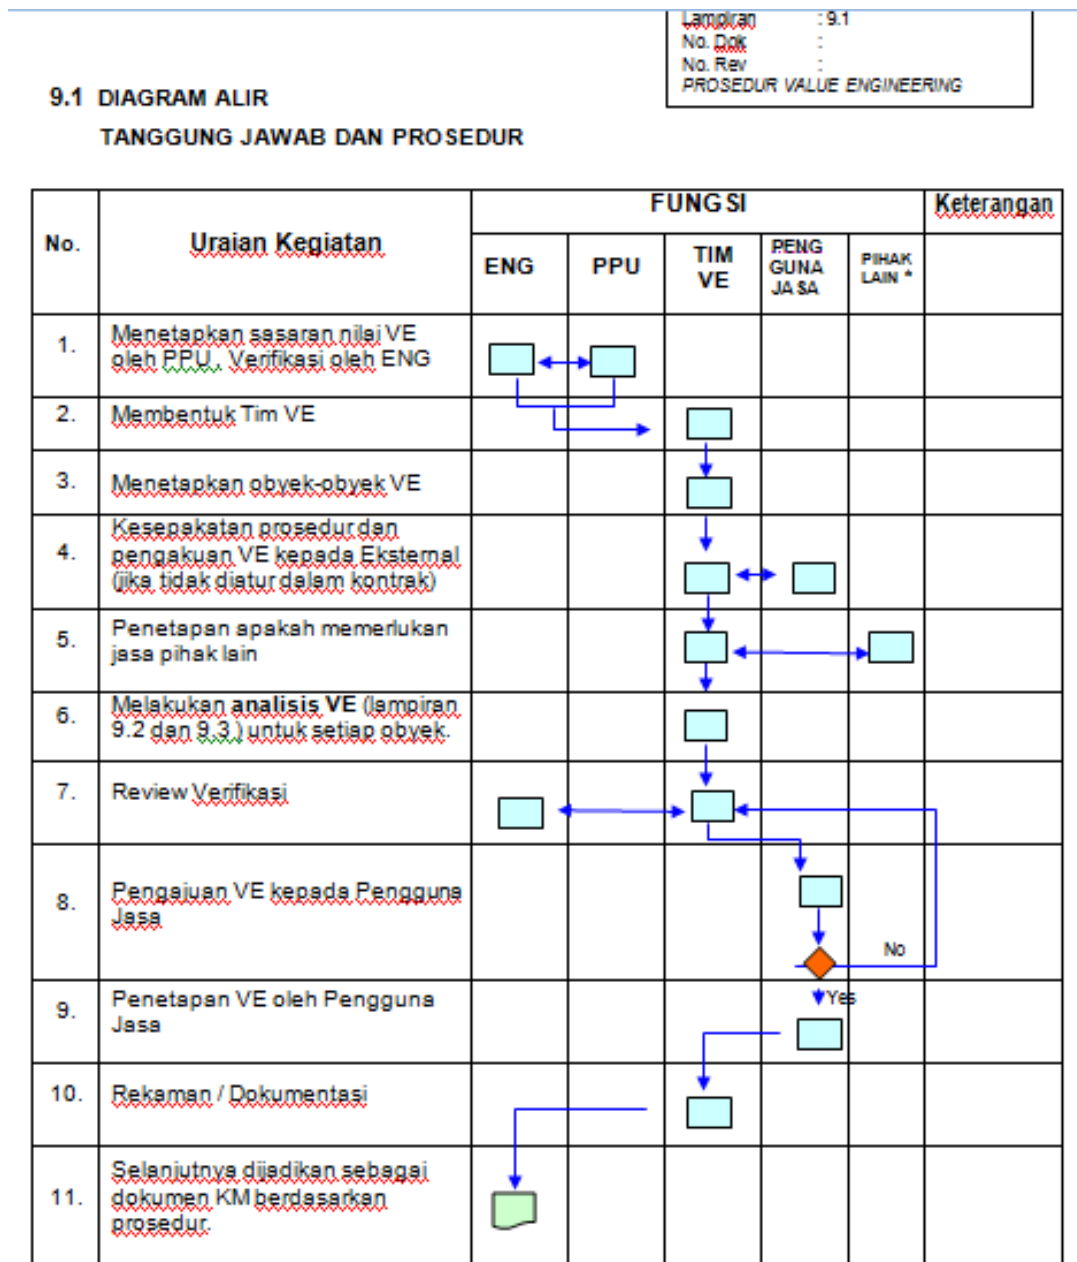 Lampiran : 9.1
No. Dok :
No. Rev :
PROSEDUR VALUE ENGINEERING
9.1 DIAGRAM ALIR
TANGGUNG JAWAB DAN PROSEDUR
No.
Uraian Kegiatan
FUNGSI
Keterangan
ENG
PPU
TIM
VE
PENG
GUNA
JASA
PIHAK
LAIN *
1.
Menetapkan sasaran nilai VE
oleh PPU , Verifikasi oleh ENG
2.
Membentuk Tim VE
3.
Menetapkan obyek-obyek VE
4.
Kesepakatan prosedur dan
pengakuan VE kepada Eksternal
(jika tidak diatur dalam kontrak)
5.
Penetapan apakah memerlukan
jasa pihak lain
6.
Melakukan analisis VE (lampiran
9.2 dan 9.3 ) untuk setiap obyek.
7.
Review Verifikasi
8.
Pengajuan VE kepada Pengguna
Jasa
No
9.
Penetapan VE oleh Pengguna
Jasa
Yes
10.
Rekaman / Dokumentasi
11.
Selanjutnya dijadikan sebagai
dokumen KM berdasarkan
prosedur.